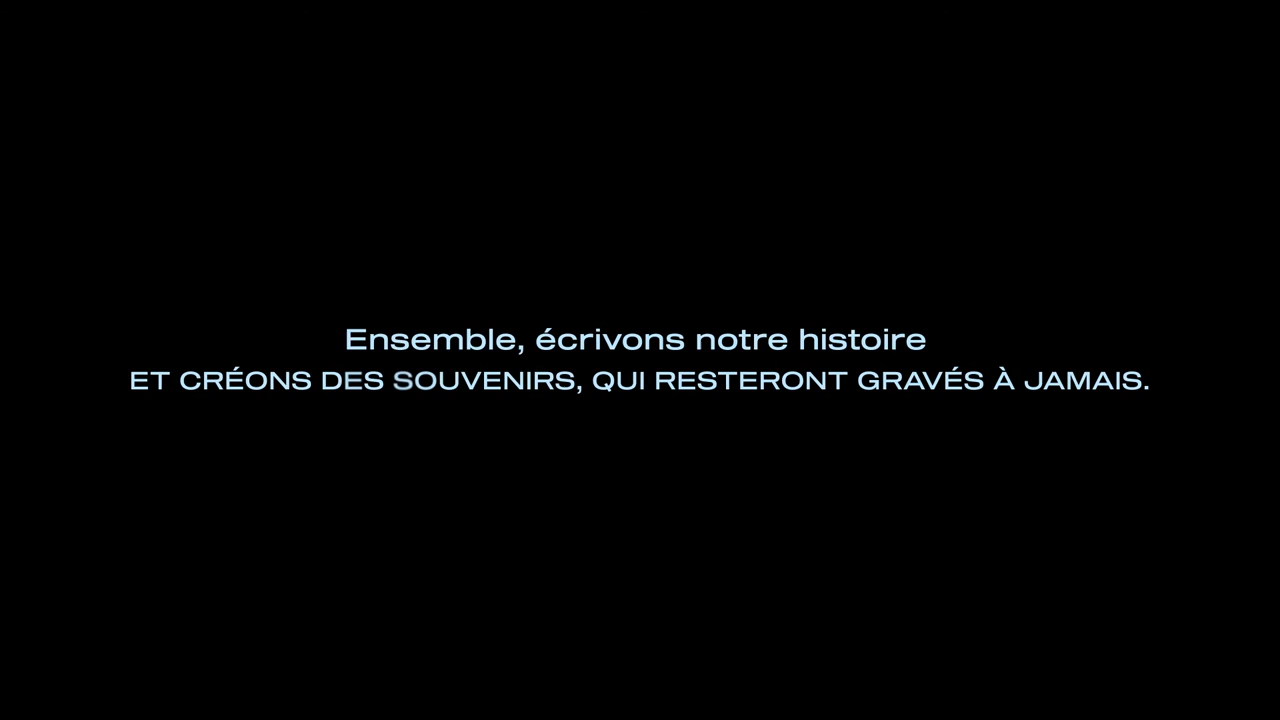 Ensemble, écrivons notre histoire
ET CRÉONS DES SOUVENIRS, QUI RESTERONT GRAVÉS À JAMAIS.